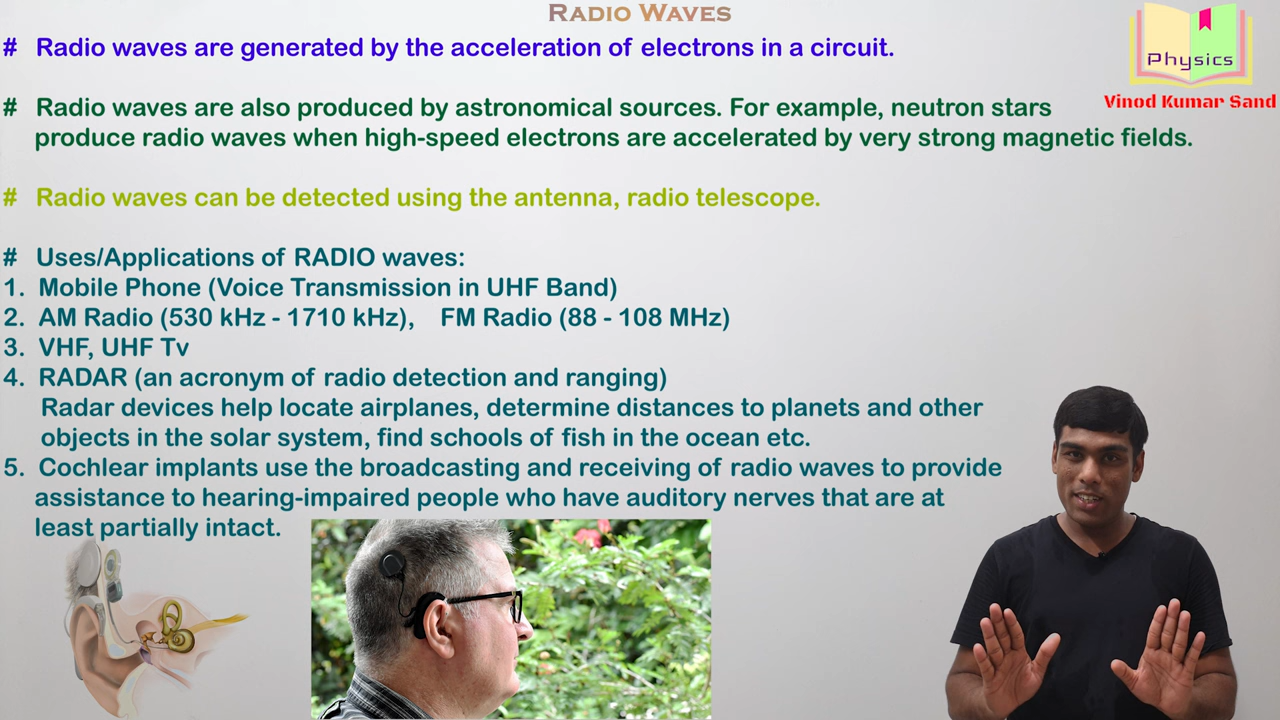 Radio Waves
# Radio waves are generated by the acceleration of electrons in a circuit.
Physics
Vinod Kumar Sand
# Radio waves are also produced by astronomical sources. For example, neutron stars
produce radio waves when high-speed electrons are accelerated by very strong magnetic fields.
# Radio waves can be detected using the antenna, radio telescope.
# Uses/Applications of RADIO waves:
1. Mobile Phone (Voice Transmission in UHF Band)
2. AM Radio (530 kHz - 1710 kHz), FM Radio (88 - 108 MHz)
3. VHF, UHF Tv
4. RADAR (an acronym of radio detection and ranging)
Radar devices help locate airplanes, determine distances to planets and other
objects in the solar system, find schools of fish in the ocean etc.
5. Cochlear implants use the broadcasting and receiving of radio waves to provide
assistance to hearing-impaired people who have auditory nerves that are at
least partially intact.